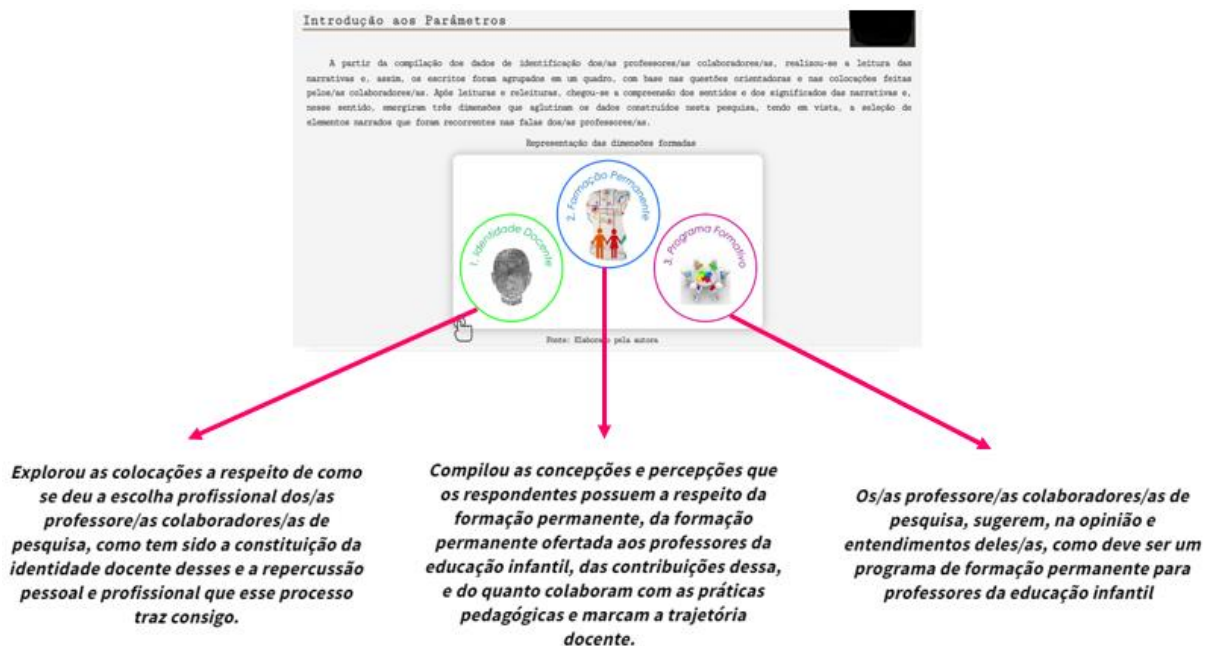 Introdução aos Parâmetros
A partir da compilação dos dados de identificação dos/as professores/as colaboradores/as, realizou-se a leitura das
narrativas e, assim, os escritos foram agrupados em um quadro, com base nas questões orientadoras e nas colocações feitas
pelos/as colaboradores/as. Após leituras e releituras, chegou-se a compreensão dos sentidos e dos significados das narrativas e,
nesse sentido, emergiram três dimensões que aglutinam os dados construídos nesta pesquisa, tendo em vista, a seleção de
elementos narrados que foram recorrentes nas falas dos/as professores/as.
Representação das dimensões formadas
1. Identidade Docente
2. Formação Permanente
3. Programa Formativo
Fonte: Elaborado pela autora
Explorou as colocações a respeito de como
se deu a escolha profissional dos/as
professore/as colaboradores/as de
pesquisa, como tem sido a constituição da
identidade docente desses e a repercussão
pessoal e profissional que esse processo
traz consigo.
Compilou as concepções e percepções que
os respondentes possuem a respeito da
formação permanente, da formação
permanente ofertada aos professores da
educação infantil, das contribuições dessa,
e do quanto colaboram com as práticas
pedagógicas e marcam a trajetória
docente.
Os/as professore/as colaboradores/as de
pesquisa, sugerem, na opinião e
entendimentos deles/as, como deve ser um
programa de formação permanente para
professores da educação infantil